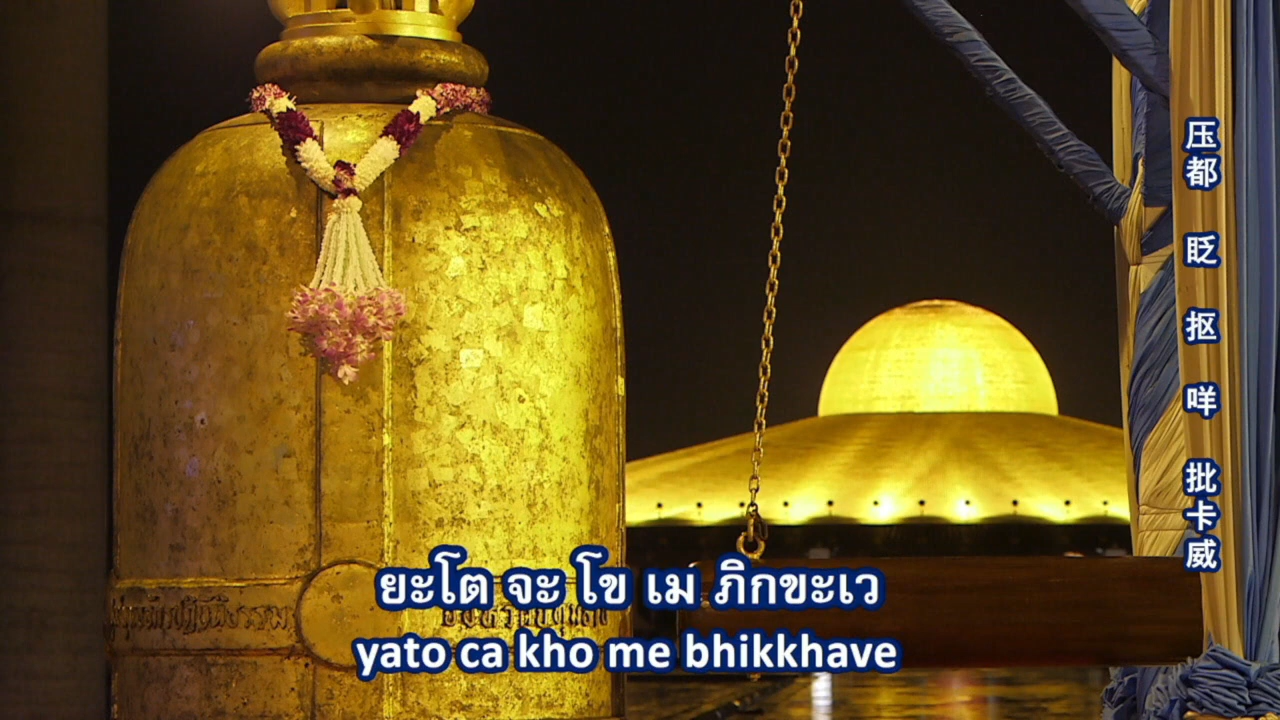 ยะโต จะ โข เม ภิกขะเว
yato ca kho me bhikkhave
压都 眨 抠 咩 批卡威